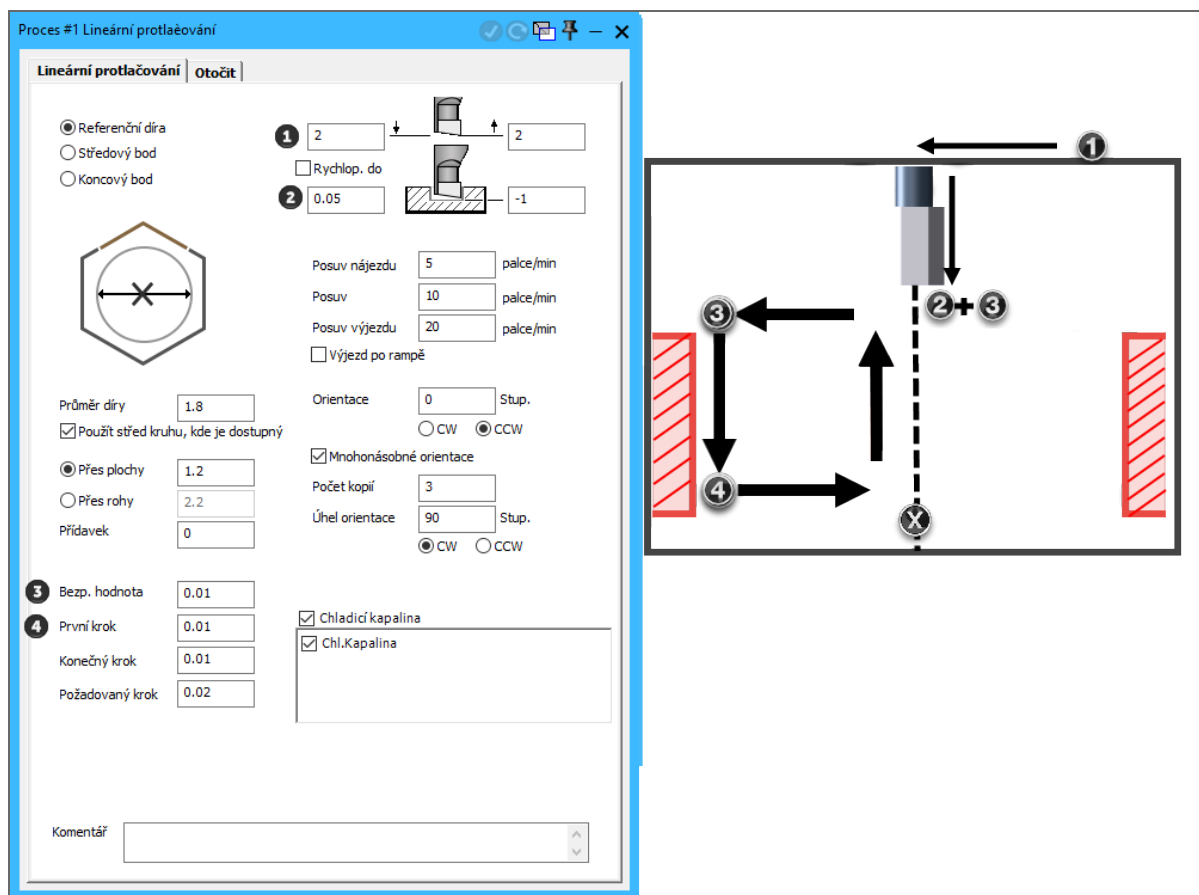 Proces #1 Lineární protlaèování
Lineární protlačování
Otočit
Referenční díra
Středový bod
Koncový bod
1 2 2
Rychlop. do
2 0.05 -1
Posuv nájezdu 5 palce/min
Posuv 10 palce/min
Posuv výjezdu 20 palce/min
Výjezd po rampě
Průměr díry 1.8
Použít střed kruhu, kde je dostupný
Přes plochy 1.2
Přes rohy 2.2
Přídavek 0
Orientace 0 Stup.
CW CCW
Mnohonásobné orientace
Počet kopií 3
Úhel orientace 90 Stup.
CW CCW
3 Bezp. hodnota 0.01
4 První krok 0.01
Konečný krok 0.01
Požadovaný krok 0.02
Chladicí kapalina
Chl.Kapalina
Komentář
1
2 + 3
3
4
X